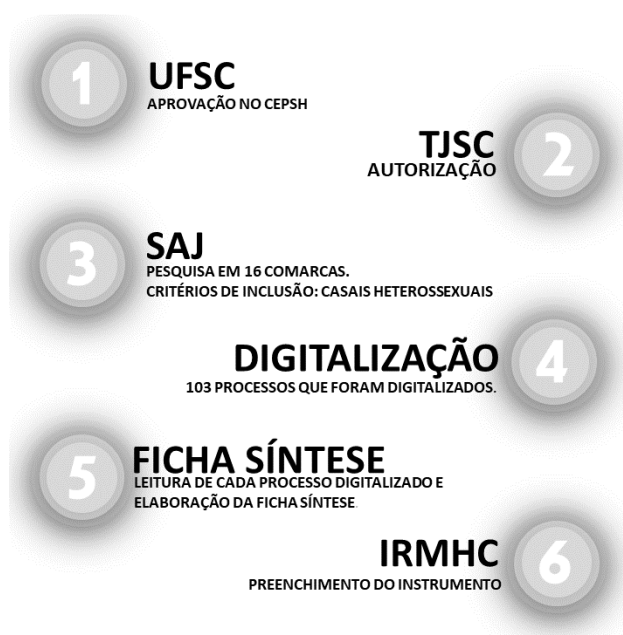 1
UFSC
APROVAÇÃO NO CEPSH
TJSC
AUTORIZAÇÃO
2
3
SAJ
PESQUISA EM 16 COMARCAS.
CRITÉRIOS DE INCLUSÃO: CASAIS HETEROSSEXUAIS
DIGITALIZAÇÃO
103 PROCESSOS QUE FORAM DIGITALIZADOS.
4
5
FICHA SÍNTESE
LEITURA DE CADA PROCESSO DIGITALIZADO E
ELABORAÇÃO DA FICHA SÍNTESE.
IRMHC
PREENCHIMENTO DO INSTRUMENTO
6